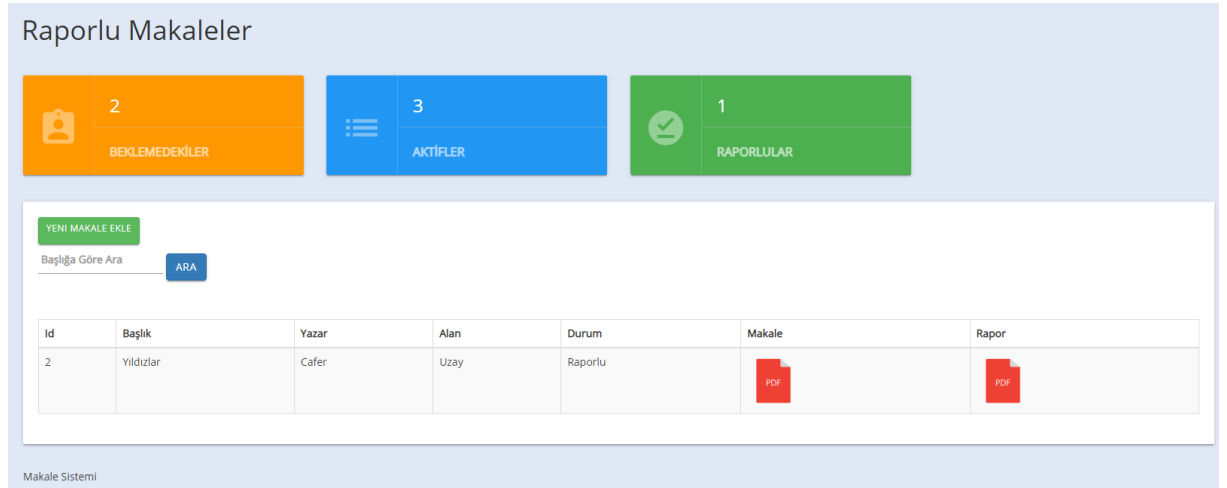 Raporlu Makaleler
2
BEKLEMEDEKİLER
3
AKTİFLER
1
RAPORLULAR
YENI MAKALE EKLE
Başlığa Göre Ara
ARA
Id Başlık Yazar Alan Durum Makale Rapor
2 Yıldızlar Cafer Uzay Raporlu PDF PDF
Makale Sistemi